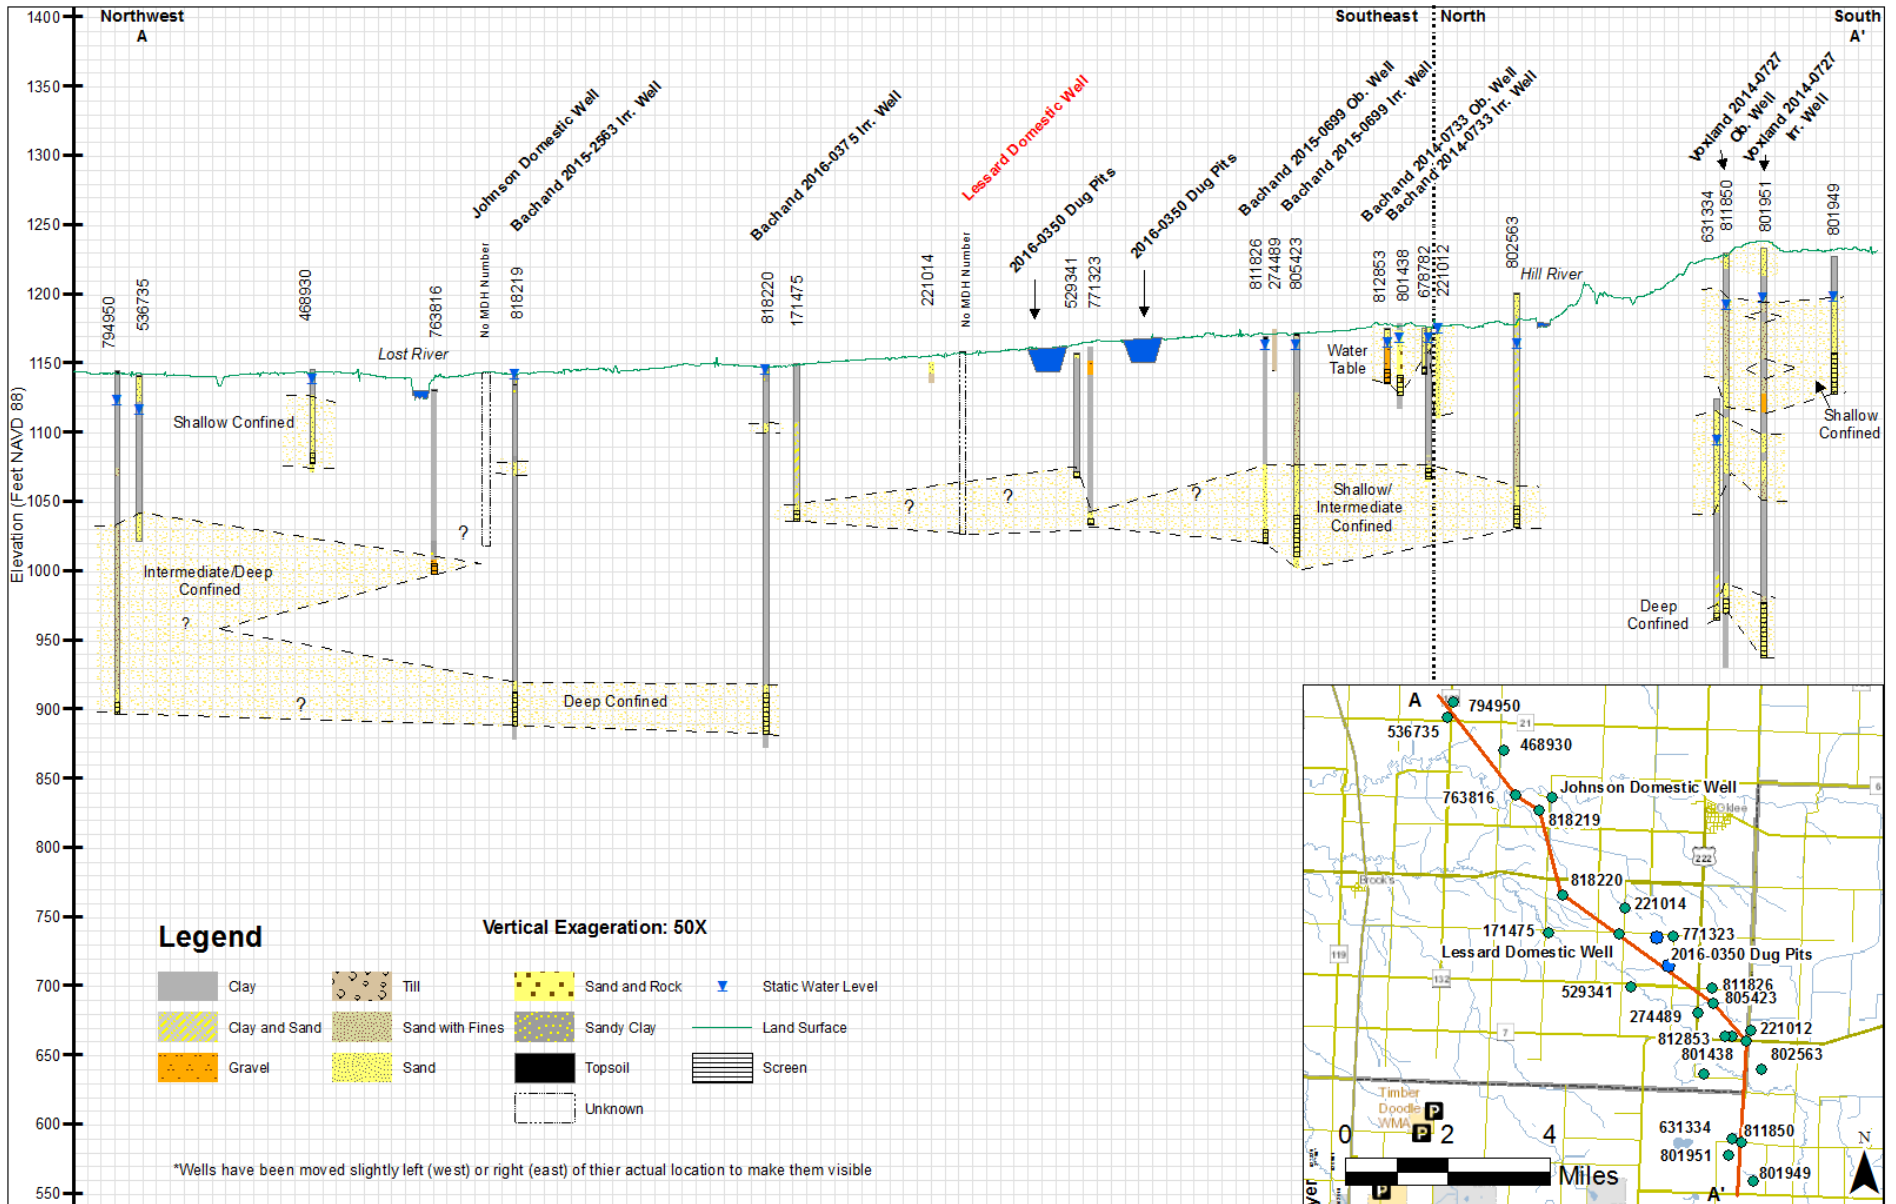 Northwest
A
Southeast
North
South
A'
1400
1350
1300
1250
1200
1150
1100
1050
1000
950
900
850
800
750
700
650
600
550
Elevation (Feet NAVD 88)
Johnson Domestic Well
Bachand 2015-2563 Irr. Well
Bachand 2016-0375 Irr. Well
Lessard Domestic Well
2016-0350 Dug Pits
2016-0350 Dug Pits
Bachand 2015-0699 Ob. Well
Bachand 2015-0699 Irr. Well
Bachand 2014-0733 Ob. Well
Bachand 2014-0733 Irr. Well
Voxland 2014-0727
Ob. Well
Voxland 2014-0727
Irr. Well
794950
536735
468930
763816
No MDH Number
818219
818220
171475
221014
No MDH Number
529341
771323
811826
274489
805423
812853
801438
678782
221012
802563
631334
811850
801951
801949
Lost River
Hill River
Shallow Confined
Intermediate/Deep
Confined
?
?
?
Deep Confined
?
?
?
Water
Table
Shallow/
Intermediate
Confined
Shallow
Confined
Deep
Confined
Legend
Vertical Exageration: 50X
Clay
Till
Sand and Rock
Static Water Level
Clay and Sand
Sand with Fines
Sandy Clay
Land Surface
Gravel
Sand
Topsoil
Screen
Unknown
*Wells have been moved slightly left (west) or right (east) of thier actual location to make them visible
A
794950
536735
21
468930
763816
Johnson Domestic Well
Oklee
818219
222
818220
Brooks
221014
171475
771323
Lessard Domestic Well
2016-0350 Dug Pits
119
132
529341
811826
805423
274489
7
221012
812853
801438
802563
Timber
Doodle
WMA
P
P
P
631334
811850
801951
801949
A'
N
0
2
4
Miles